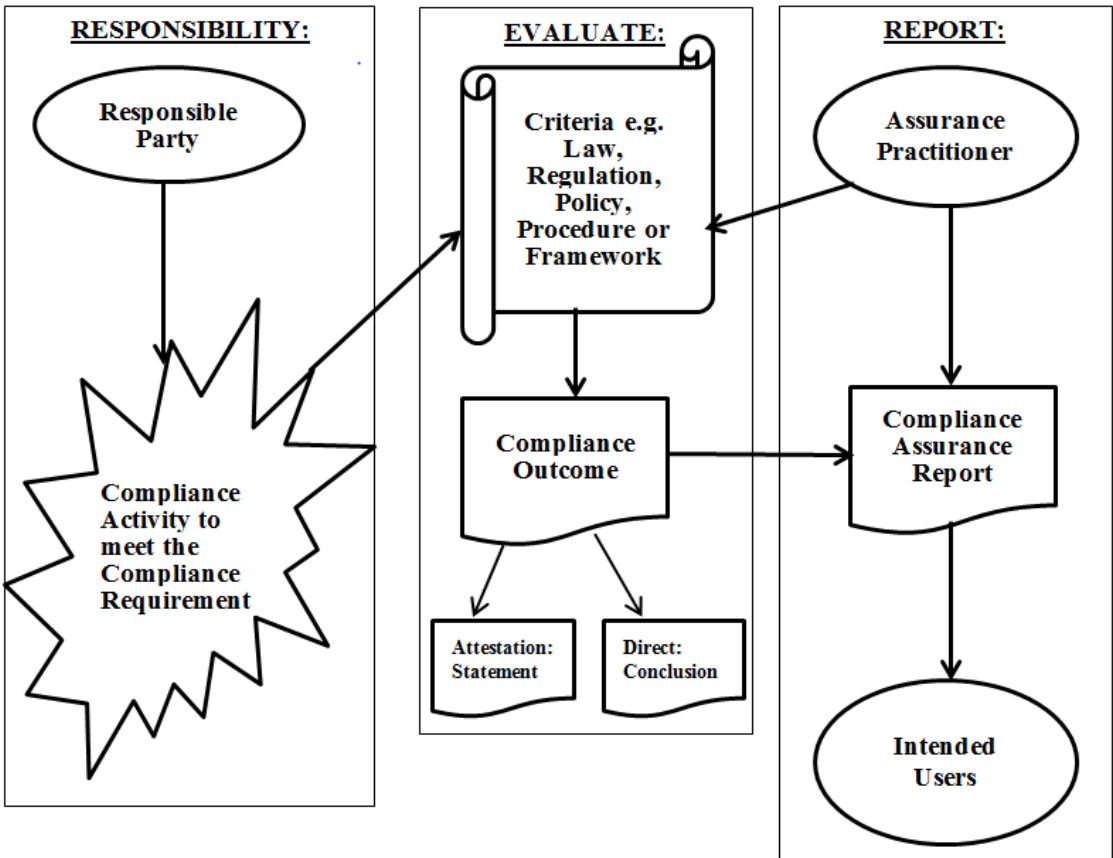 RESPONSIBILITY:
Responsible
Party
Compliance
Activity to
meet the
Compliance
Requirement
EVALUATE:
Criteria e.g.
Law,
Regulation,
Policy,
Procedure or
Framework
Compliance
Outcome
Attestation:
Statement
Direct:
Conclusion
REPORT:
Assurance
Practitioner
Compliance
Assurance
Report
Intended
Users